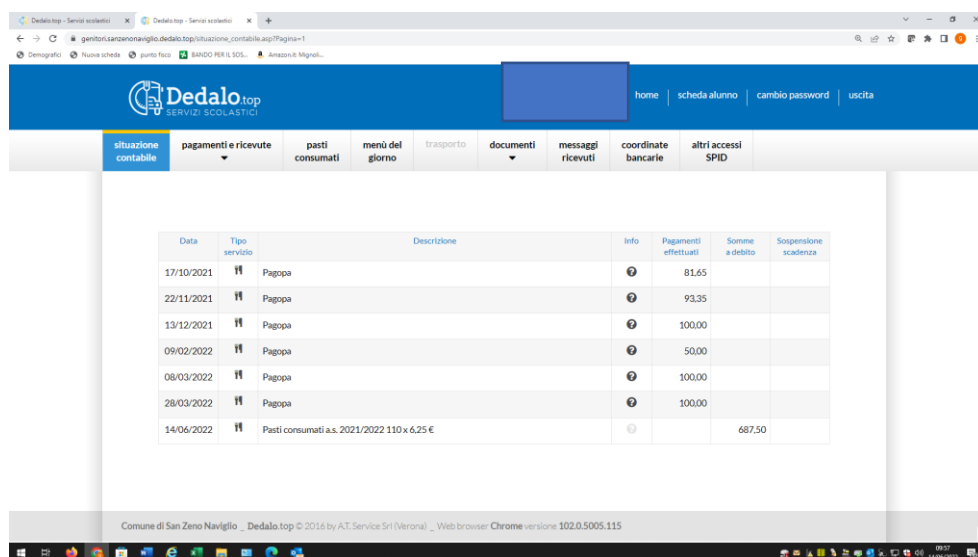 Dedalo.top - Servizi scolastici
Dedalo.top - Servizi scolastici
genitori.sanzenonaviglio.dedalo.top/situazione_contabile.asp?Pagina=1
Demografici Nuova scheda punto fisco BANDO PER IL SOS... Amazon.it: Mignoli...
Dedalo.top
SERVIZI SCOLASTICI
home scheda alunno cambio password uscita
situazione contabile
pagamenti e ricevute
pasti consumati
menù del giorno
trasporto
documenti
messaggi ricevuti
coordinate bancarie
altri accessi SPID
Data Tipo servizio Descrizione Info Pagamenti effettuati Somme a debito Sospensione scadenza
17/10/2021 Pagopa 81,65
22/11/2021 Pagopa 93,35
13/12/2021 Pagopa 100,00
09/02/2022 Pagopa 50,00
08/03/2022 Pagopa 100,00
28/03/2022 Pagopa 100,00
14/06/2022 Pasti consumati a.s. 2021/2022 110 x 6,25 € 687,50
Comune di San Zeno Naviglio _ Dedalo.top © 2016 by A.T. Service Srl (Verona) _ Web browser Chrome versione 102.0.5005.115
09:57
14/06/2022